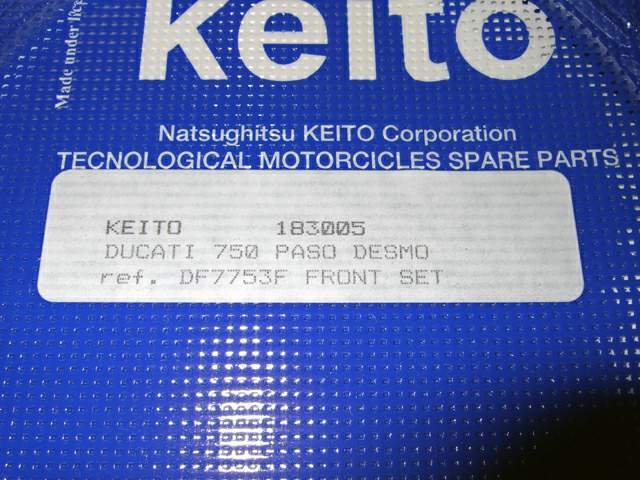 keito
Made under
Natsughitsu KEITO Corporation
TECNOLOGICAL MOTORCICLES SPARE PARTS
KEITO 183005
DUCATI 750 PASO DESMO
ref. DF7753F FRONT SET